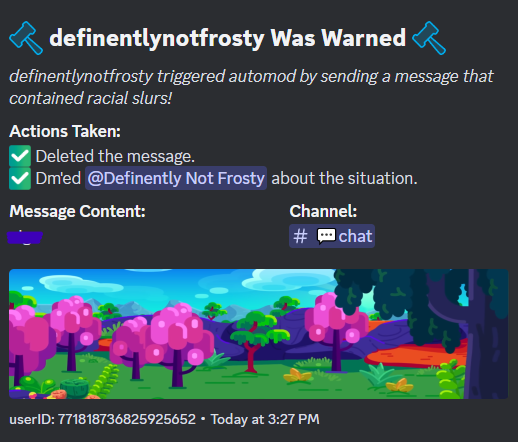 definentlynotfrosty Was Warned
definentlynotfrosty triggered automod by sending a message that
contained racial slurs!
Actions Taken:
Deleted the message.
Dm'ed @Definently Not Frosty about the situation.
Message Content:
Channel:
# 💬chat
userID: 771818736825925652 • Today at 3:27 PM